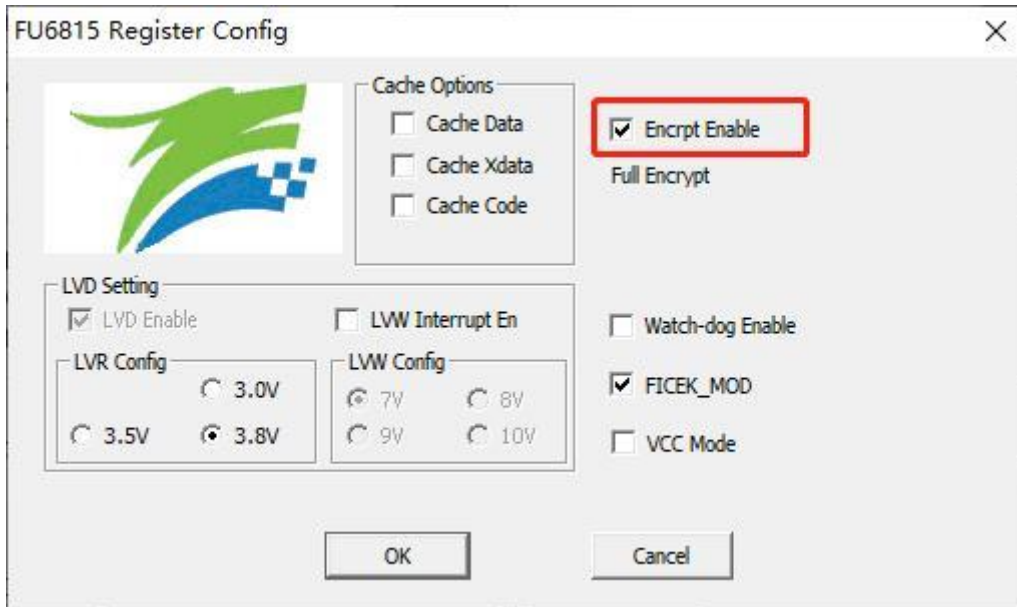 FU6815 Register Config
Cache Options
Cache Data
Cache Xdata
Cache Code
Encrpt Enable
Full Encrypt
LVD Setting
LVD Enable
LVW Interrupt En
LVR Config
3.0V
3.5V
3.8V
LVW Config
7V
8V
9V
10V
Watch-dog Enable
FICEK_MOD
VCC Mode
OK
Cancel